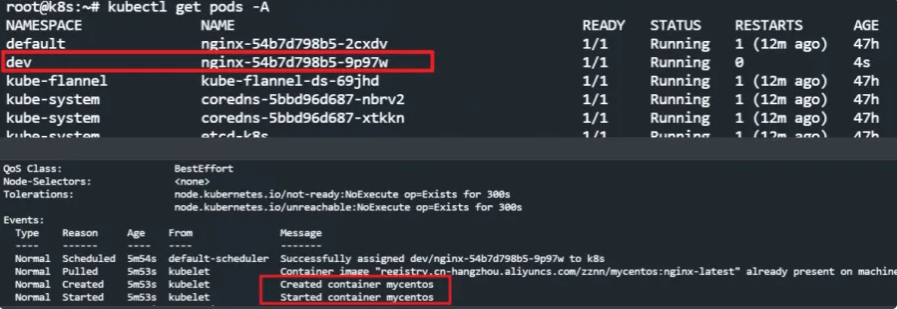 root@k8s:~# kubectl get pods -A
NAMESPACE NAME READY STATUS RESTARTS AGE
default nginx-54b7d798b5-2cxdv 1/1 Running 1 (12m ago) 47h
dev nginx-54b7d798b5-9p97w 1/1 Running 0 4s
kube-flannel kube-flannel-ds-69jhd 1/1 Running 1 (12m ago) 47h
kube-system coredns-5bbd96d687-nbrv2 1/1 Running 1 (12m ago) 47h
kube-system coredns-5bbd96d687-xtkkn 1/1 Running 1 (12m ago) 47h
kube-system etcd-k8s 1/1 Running 1 (12m ago) 47h
QoS Class: BestEffort
Node-Selectors: <none>
Tolerations: node.kubernetes.io/not-ready:NoExecute op=Exists for 300s
node.kubernetes.io/unreachable:NoExecute op=Exists for 300s
Events:
Type Reason Age From Message
---- ------ ---- ---- -------
Normal Scheduled 5m54s default-scheduler Successfully assigned dev/nginx-54b7d798b5-9p97w to k8s
Normal Pulled 5m53s kubelet Container image "registry.cn-hangzhou.aliyuncs.com/zznn/mycentos:nginx-latest" already present on machine
Normal Created 5m53s kubelet Created container mycentos
Normal Started 5m53s kubelet Started container mycentos